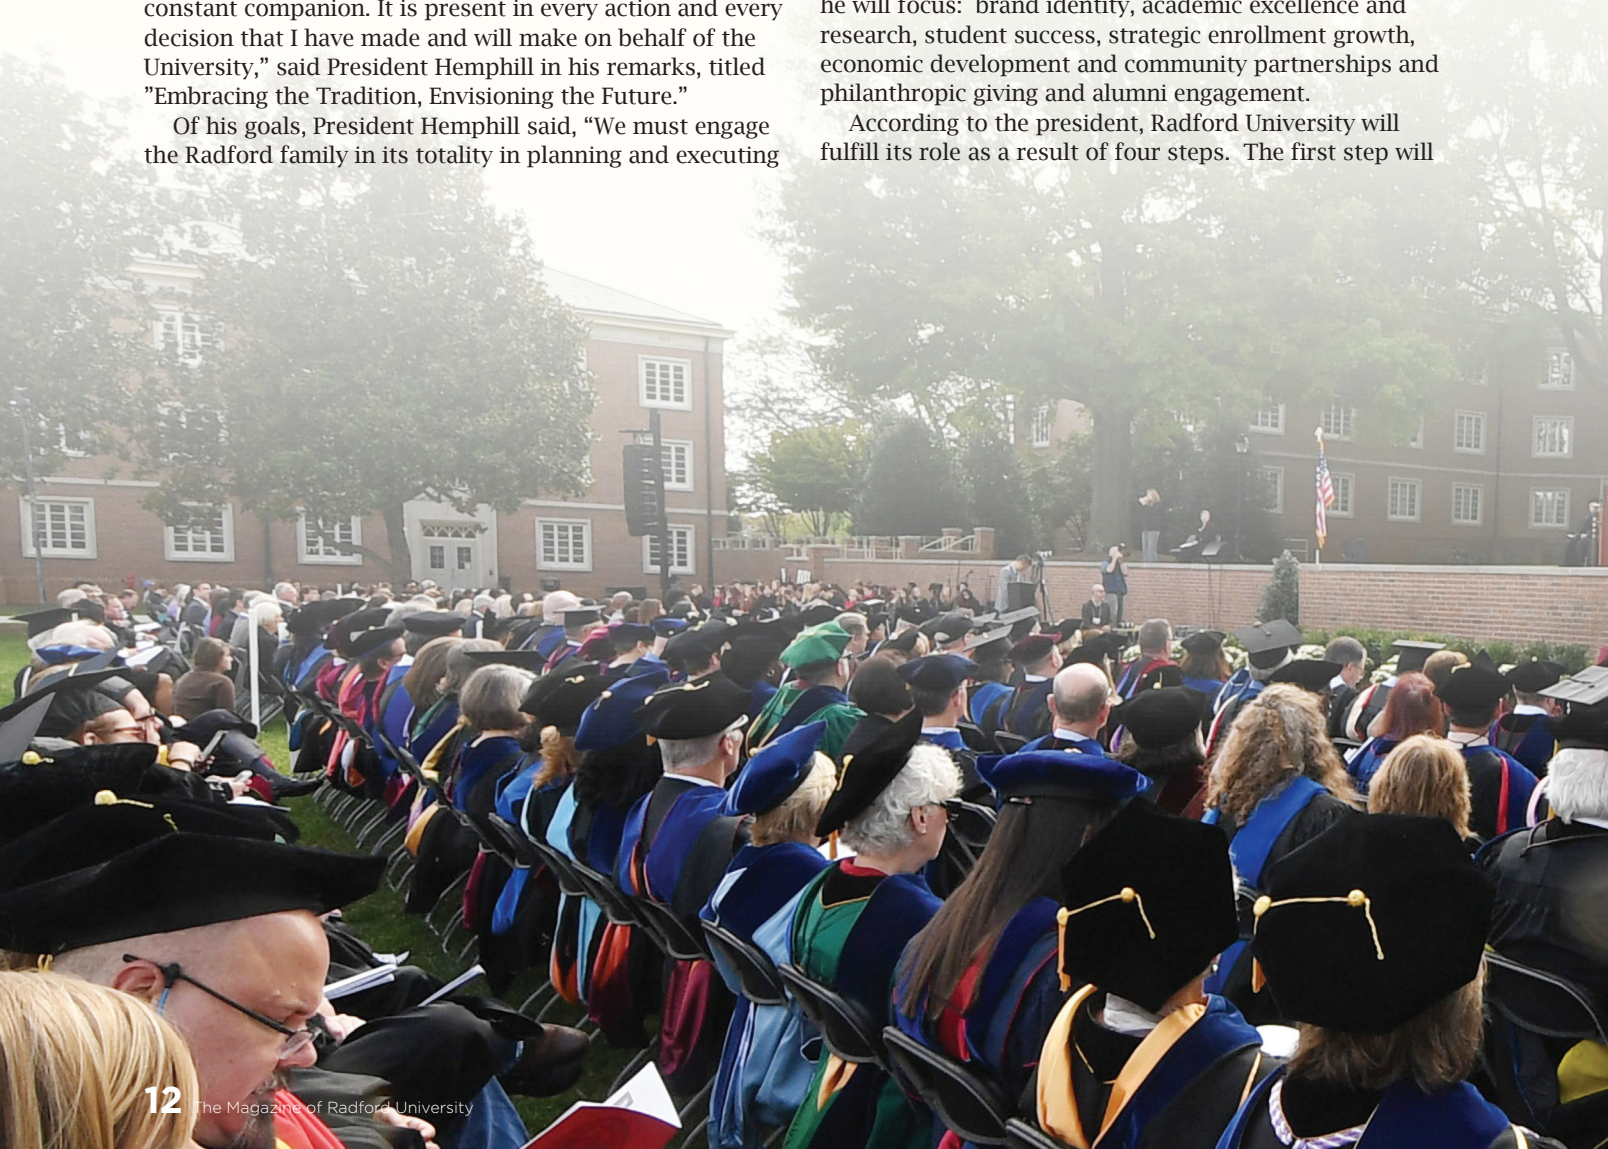 constant companion. It is present in every action and every
decision that I have made and will make on behalf of the
University,” said President Hemphill in his remarks, titled
”Embracing the Tradition, Envisioning the Future.”
Of his goals, President Hemphill said, “We must engage
the Radford family in its totality in planning and executing
he will focus: brand identity, academic excellence and
research, student success, strategic enrollment growth,
economic development and community partnerships and
philanthropic giving and alumni engagement.
According to the president, Radford University will
fulfill its role as a result of four steps. The first step will
12 The Magazine of Radford University